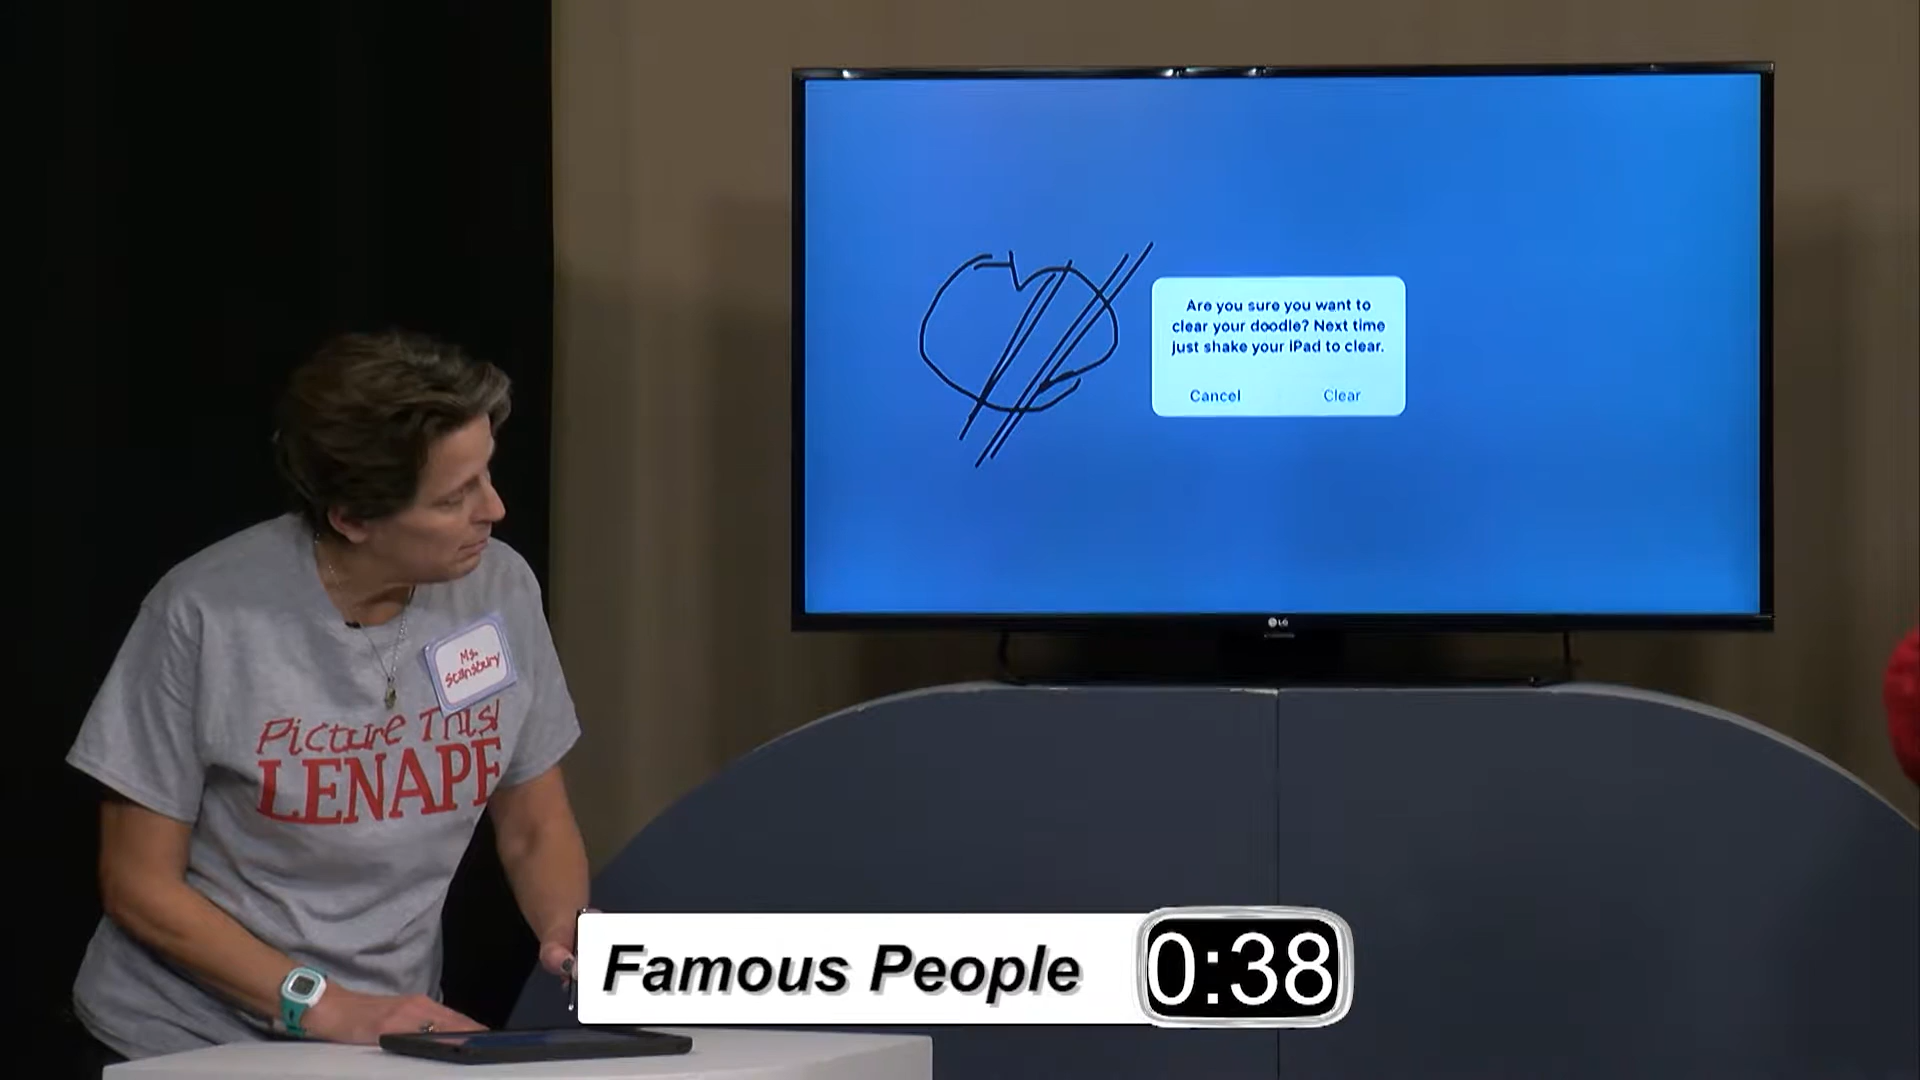 Are you sure you want to
clear your doodle? Next time
just shake your iPad to clear.
Cancel Clear
LG
Ms.
Stansbury
Picture This!
LENAPE
Famous People 0:38